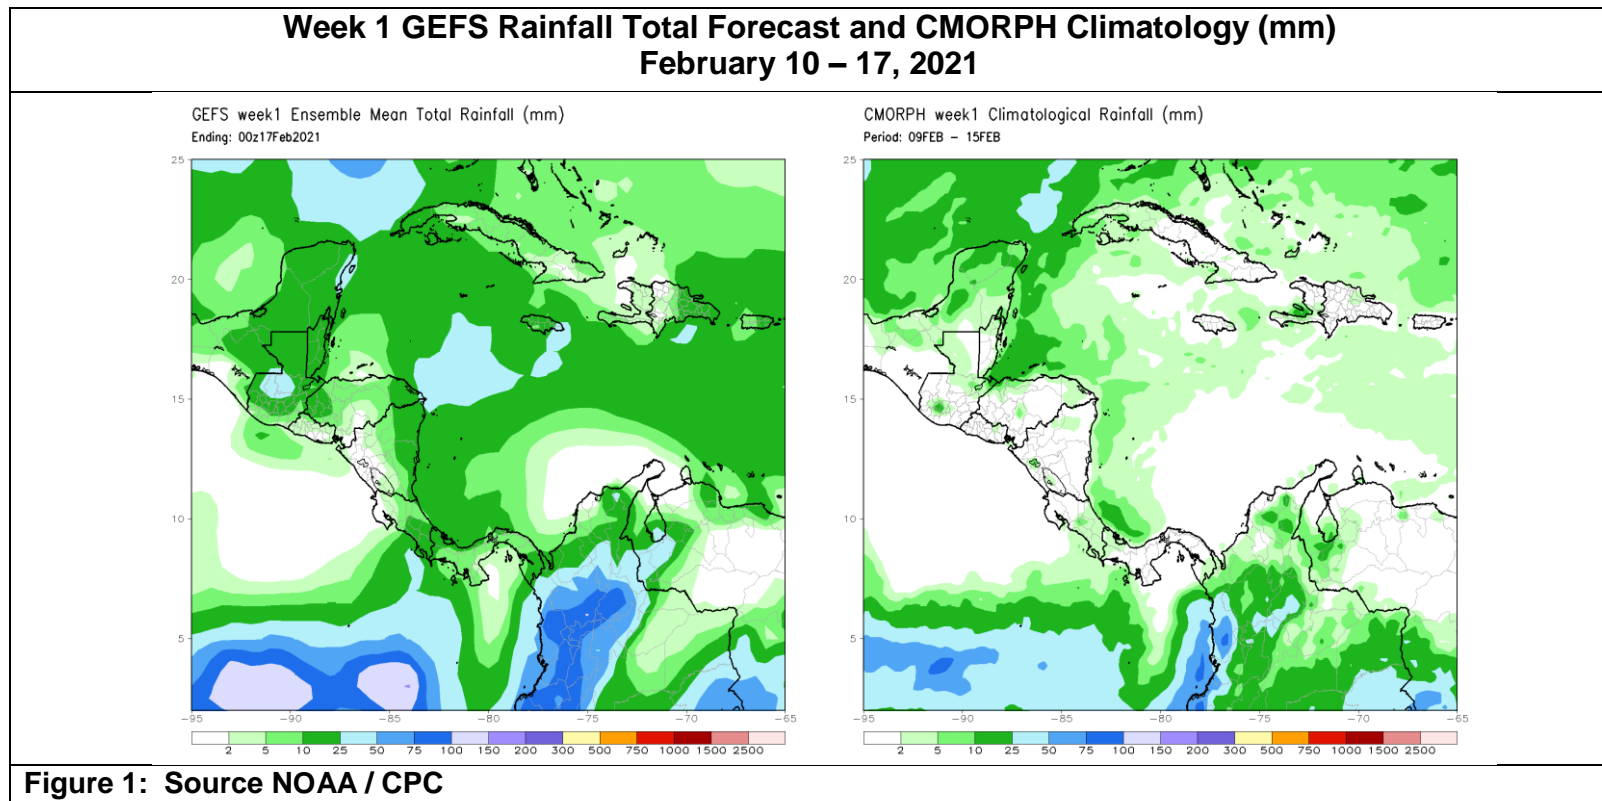 Week 1 GEFS Rainfall Total Forecast and CMORPH Climatology (mm)
February 10 – 17, 2021
GEFS week1 Ensemble Mean Total Rainfall (mm)
Ending: 00z17Feb2021
25
20
15
10
5
-95 -90 -85 -80 -75 -70 -65
2 5 10 25 50 75 100 150 200 300 500 750 1000 1500 2500
CMORPH week1 Climatological Rainfall (mm)
Period: 09FEB – 15FEB
25
20
15
10
5
-95 -90 -85 -80 -75 -70 -65
2 5 10 25 50 75 100 150 200 300 500 750 1000 1500 2500
Figure 1: Source NOAA / CPC